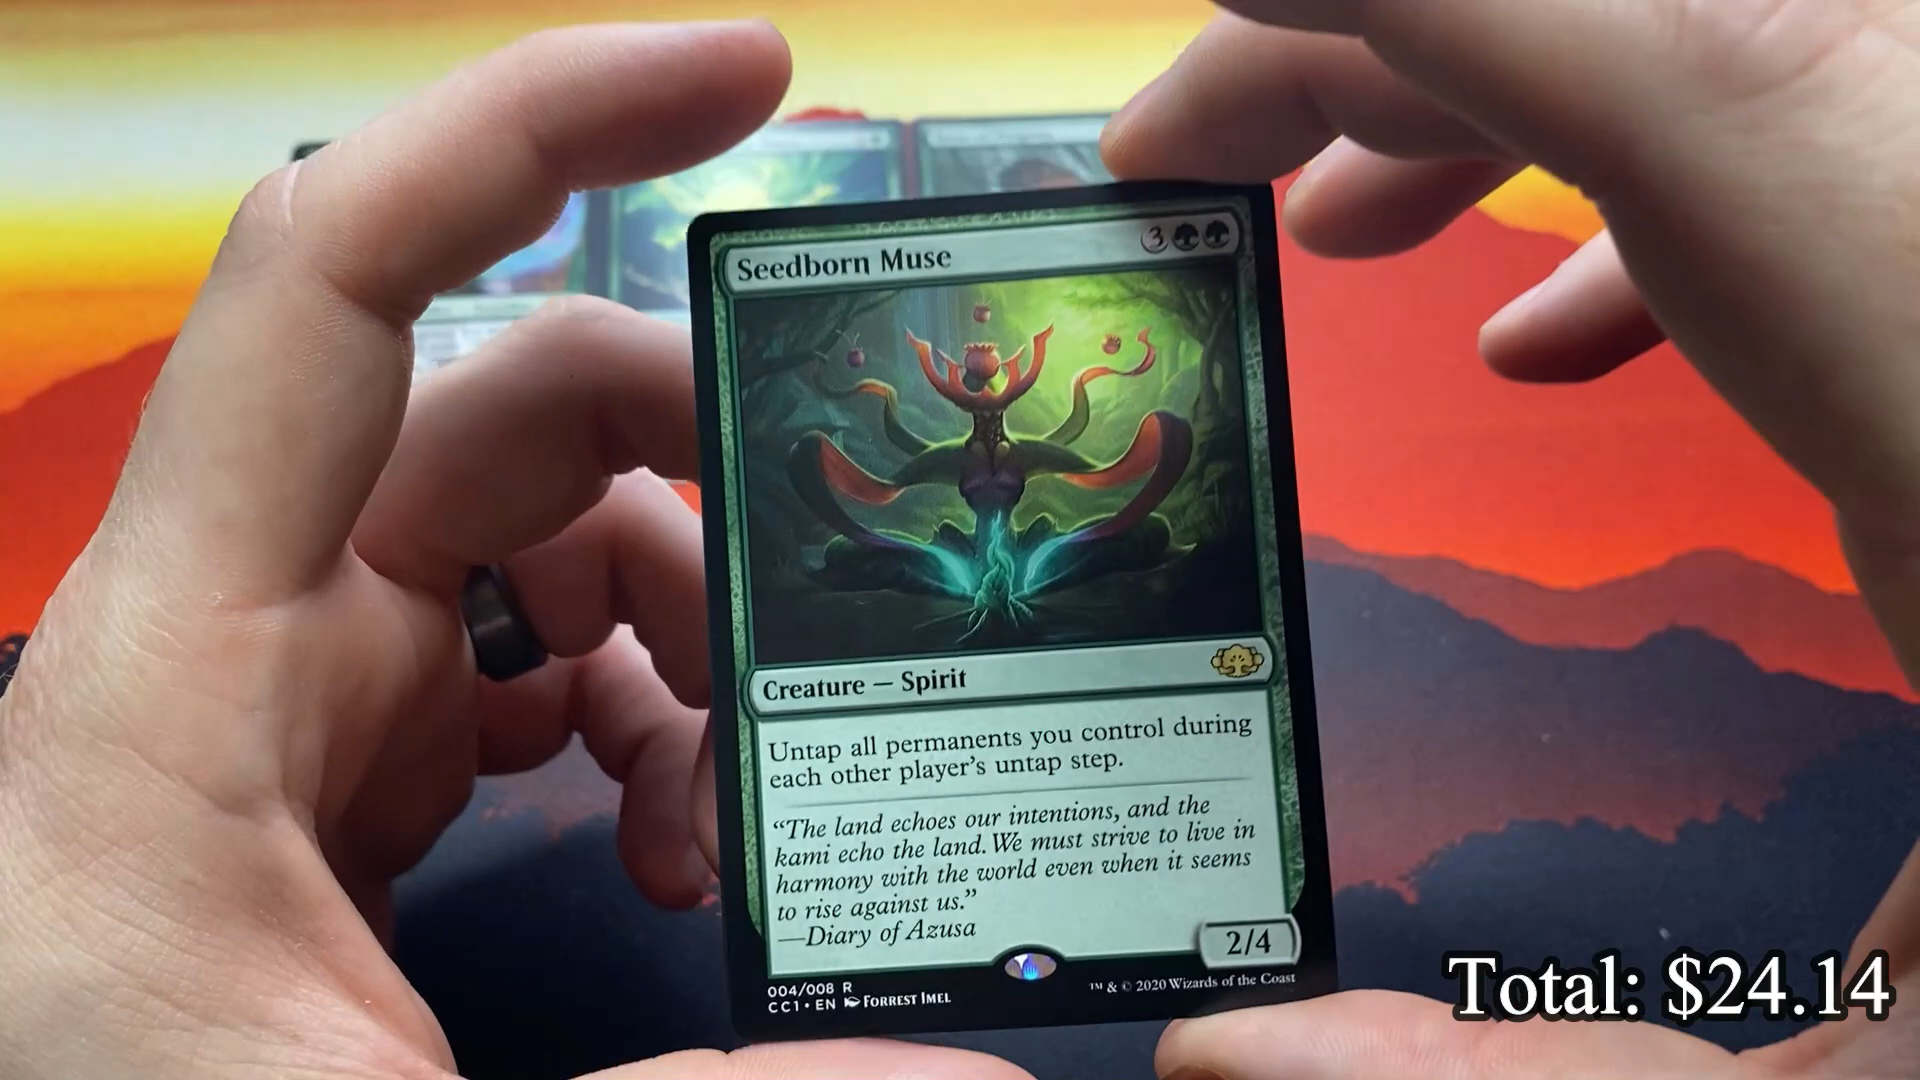 Seedborn Muse
3
Creature — Spirit
Untap all permanents you control during
each other player's untap step.
“The land echoes our intentions, and the
kami echo the land. We must strive to live in
harmony with the world even when it seems
to rise against us.”
—Diary of Azusa
2/4
004/008 R
CC1 • EN FORREST IMEL
™ & © 2020 Wizards of the Coast
Total: $24.14